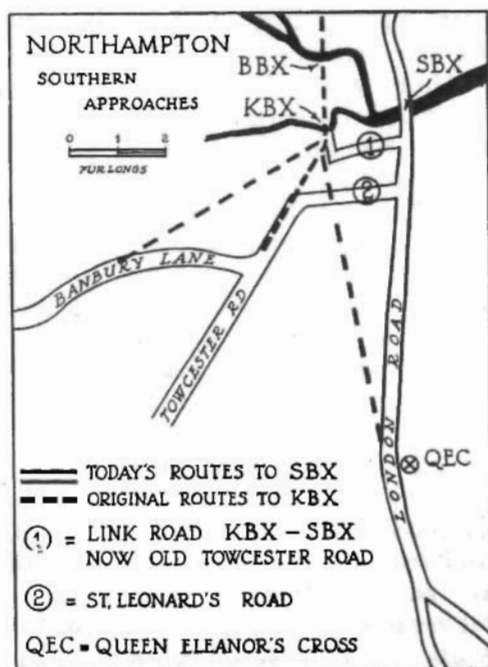 NORTHAMPTON
SOUTHERN
APPROACHES
0 1 2
FURLONGS
BBX
SBX
KBX
1
2
BANBURY LANE
TOWCESTER RD
LONDON ROAD
QEC
TODAY'S ROUTES TO SBX
ORIGINAL ROUTES TO KBX
1 = LINK ROAD KBX – SBX
NOW OLD TOWCESTER ROAD
2 = ST. LEONARD'S ROAD
QEC = QUEEN ELEANOR'S CROSS